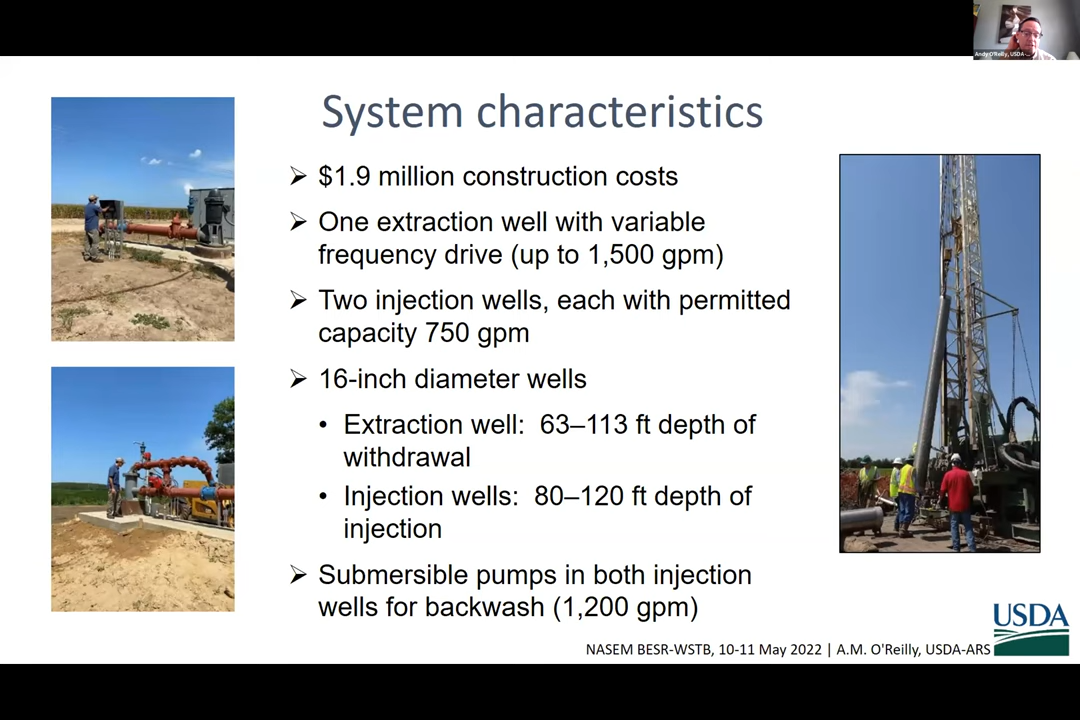 Andy O'Reilly, USDA-...
System characteristics
$1.9 million construction costs
One extraction well with variable
frequency drive (up to 1,500 gpm)
Two injection wells, each with permitted
capacity 750 gpm
16-inch diameter wells
Extraction well: 63–113 ft depth of
withdrawal
Injection wells: 80–120 ft depth of
injection
Submersible pumps in both injection
wells for backwash (1,200 gpm)
USDA
NASEM BESR-WSTB, 10-11 May 2022 | A.M. O'Reilly, USDA-ARS